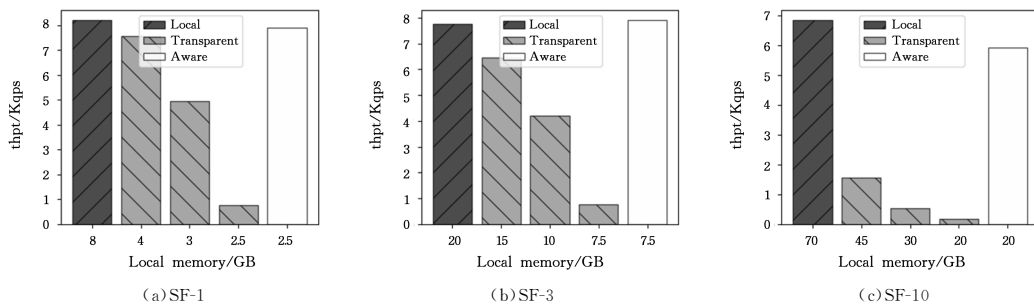 thpt/Kqps
8
7
6
5
4
3
2
1
0
Local
Transparent
Aware
8 4 3 2.5 2.5
Local memory/GB
(a)SF-1
thpt/Kqps
8
7
6
5
4
3
2
1
0
Local
Transparent
Aware
20 15 10 7.5 7.5
Local memory/GB
(b)SF-3
thpt/Kqps
7
6
5
4
3
2
1
0
Local
Transparent
Aware
70 45 30 20 20
Local memory/GB
(c)SF-10